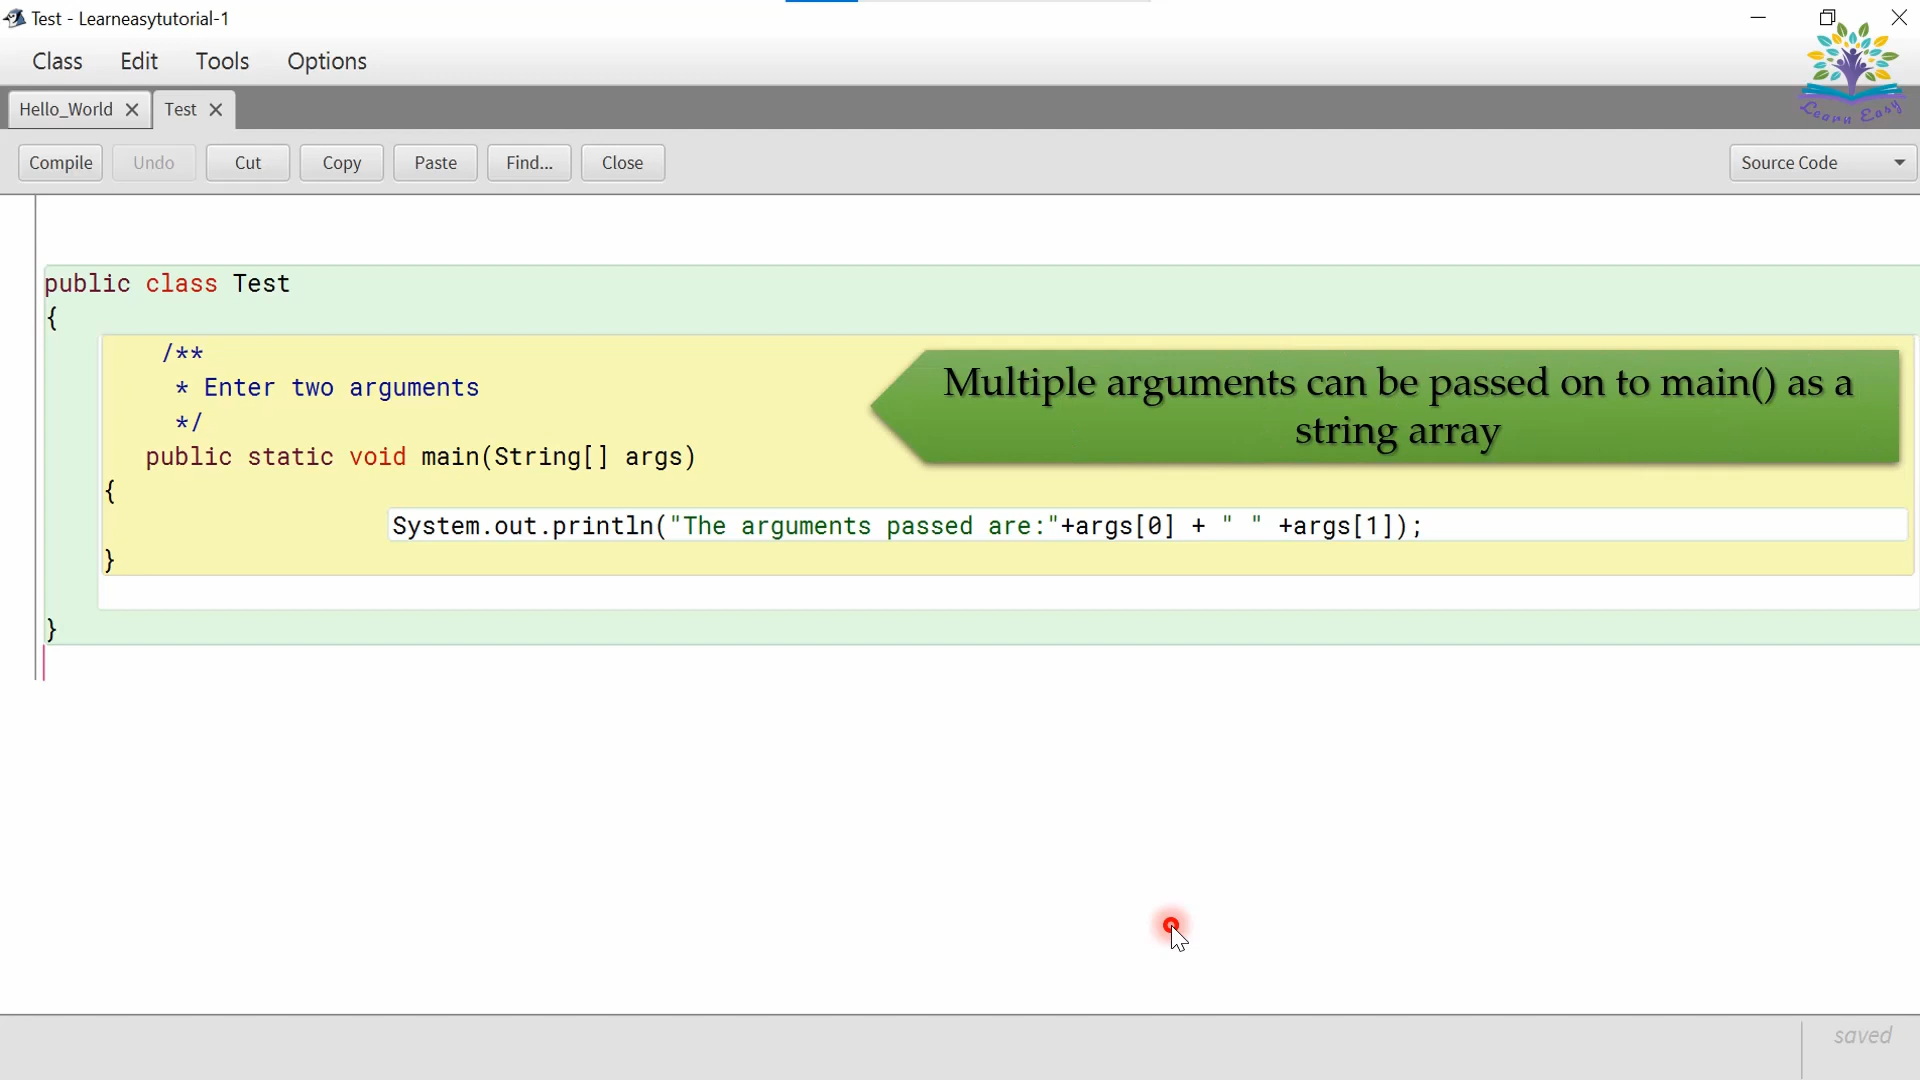 Test - Learneasytutorial-1
Class Edit Tools Options
Learn Easy
Hello_World Test
Compile Undo Cut Copy Paste Find... Close Source Code
public class Test
{
/**
* Enter two arguments
*/
public static void main(String[] args)
{
System.out.println("The arguments passed are:"+args[0] + " " +args[1]);
}
}
Multiple arguments can be passed on to main() as a
string array
saved